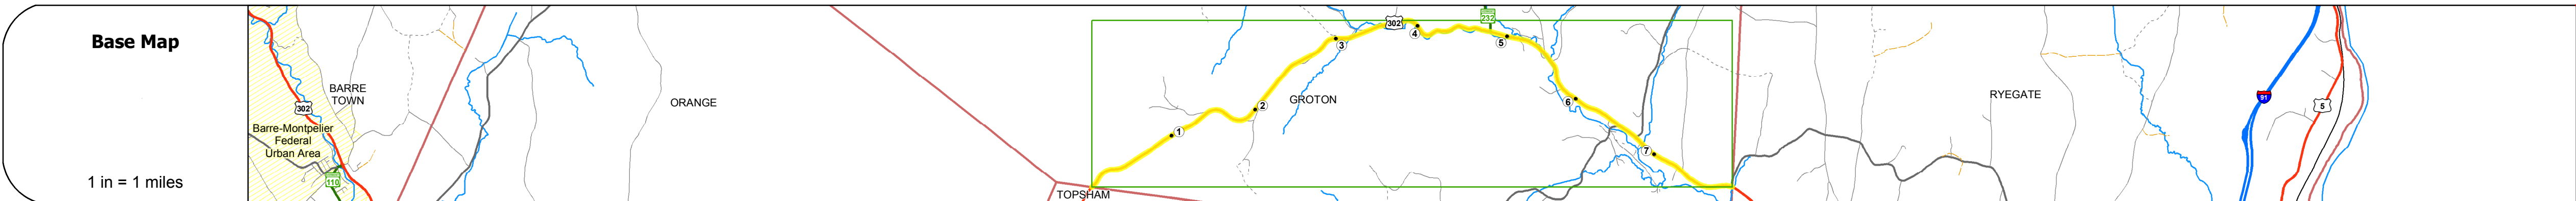 Base Map
1 in = 1 miles
BARRE
TOWN
302
Barre-Montpelier
Federal
Urban Area
110
ORANGE
TOPSHAM
1
2
3
302
4
232
5
GROTON
6
7
RYEGATE
91
5